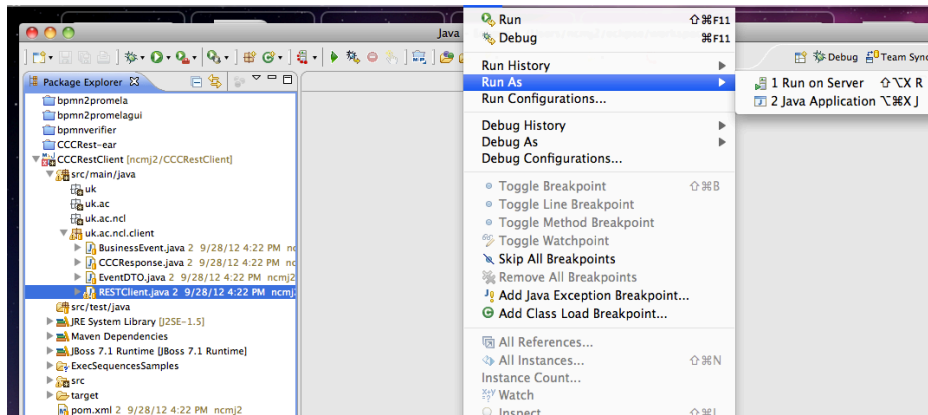 Java
Package Explorer
bpmn2promela
bpmn2promelagui
bpmnverifier
CCCRest-ear
CCCRestClient [ncmj2/CCCRestClient]
src/main/java
uk
uk.ac
uk.ac.ncl
uk.ac.ncl.client
BusinessEvent.java 2 9/28/12 4:22 PM nc
CCCResponse.java 2 9/28/12 4:22 PM nc
EventDTO.java 2 9/28/12 4:22 PM ncmj2
RESTClient.java 2 9/28/12 4:22 PM ncmj
src/test/java
JRE System Library [J2SE-1.5]
Maven Dependencies
JBoss 7.1 Runtime [JBoss 7.1 Runtime]
ExecSequencesSamples
src
target
pom.xml 2 9/28/12 4:22 PM ncmj2
Run ⇧⌘F11
Debug ⌘F11
Run History
Run As
Run Configurations...
Debug History
Debug As
Debug Configurations...
Toggle Breakpoint ⇧⌘B
Toggle Line Breakpoint
Toggle Method Breakpoint
Toggle Watchpoint
Skip All Breakpoints
Remove All Breakpoints
Add Java Exception Breakpoint...
Add Class Load Breakpoint...
All References...
All Instances... ⇧⌘N
Instance Count...
Watch
Inspect ⇧⌘I
Debug Team Sync
1 Run on Server ⇧⌥X R
2 Java Application ⌥⌘X J